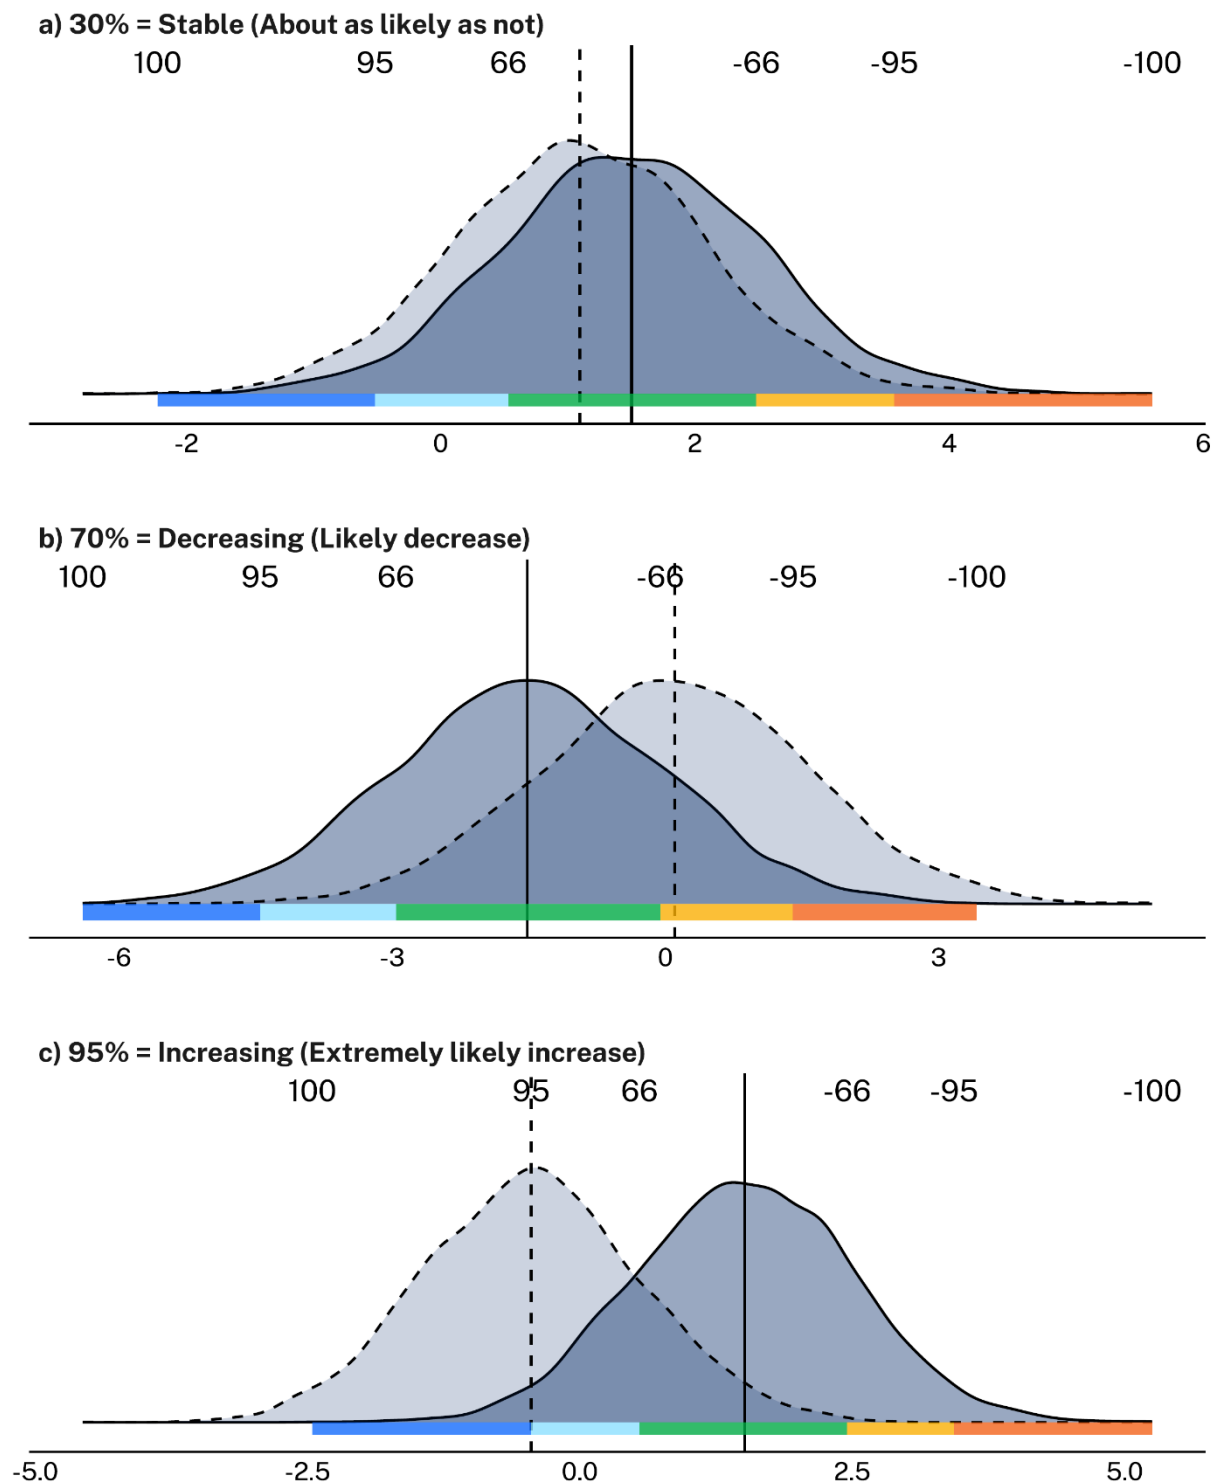 a) 30% = Stable (About as likely as not)
100 95 66 -66 -95 -100
-2 0 2 4 6
b) 70% = Decreasing (Likely decrease)
100 95 66 -66 -95 -100
-6 -3 0 3
c) 95% = Increasing (Extremely likely increase)
100 95 66 -66 -95 -100
-5.0 -2.5 0.0 2.5 5.0